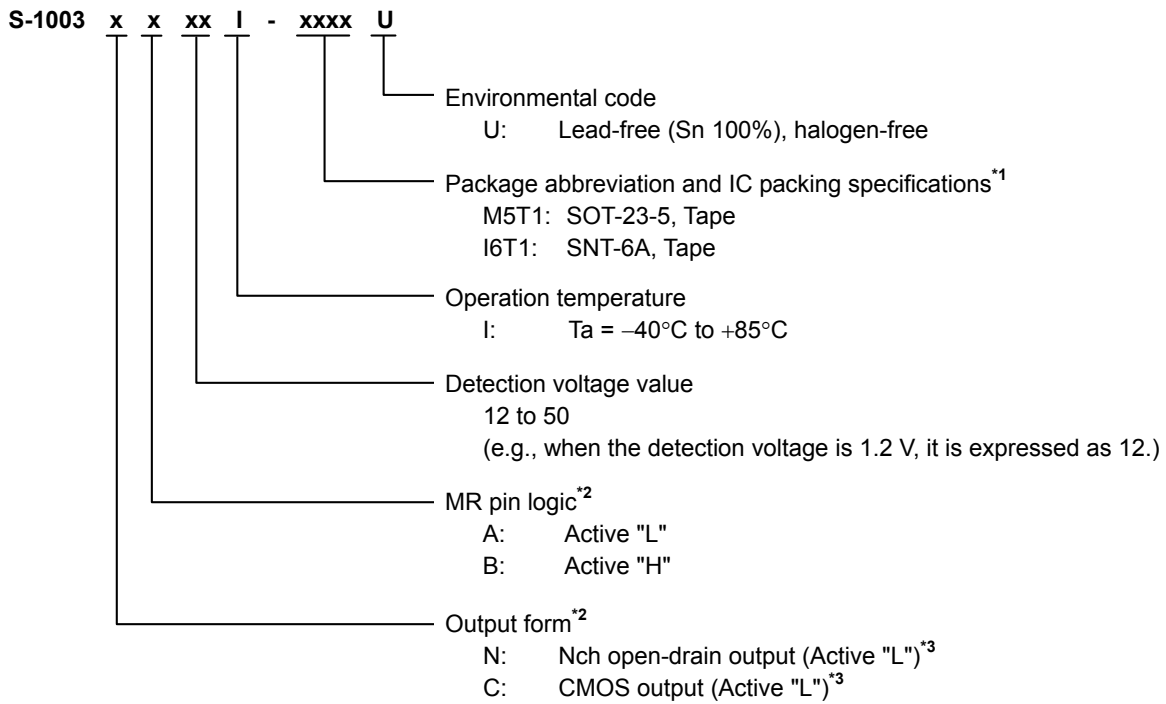 S-1003 x x xx I - xxxx U
Environmental code
U: Lead-free (Sn 100%), halogen-free
Package abbreviation and IC packing specifications*1
M5T1: SOT-23-5, Tape
I6T1: SNT-6A, Tape
Operation temperature
I: Ta = −40°C to +85°C
Detection voltage value
12 to 50
(e.g., when the detection voltage is 1.2 V, it is expressed as 12.)
MR pin logic*2
A: Active "L"
B: Active "H"
Output form*2
N: Nch open-drain output (Active "L")*3
C: CMOS output (Active "L")*3